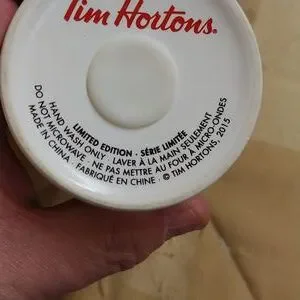 Tim Hortons.
LIMITED EDITION · SÉRIE LIMITÉE
HAND WASH ONLY · LAVER À LA MAIN SEULEMENT
DO NOT MICROWAVE · NE PAS METTRE AU FOUR À MICRO-ONDES
MADE IN CHINA · FABRIQUÉ EN CHINE · © TIM HORTONS, 2015